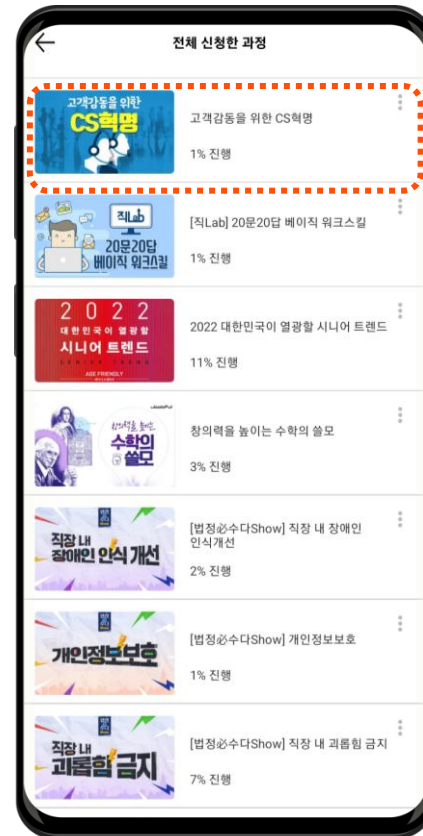 전체 신청한 과정
고객감동을 위한
CS혁명
고객감동을 위한 CS혁명
1% 진행
직Lab
20문20답
베이직 워크스킬
[직Lab] 20문20답 베이직 워크스킬
1% 진행
2022
대한민국이 열광할
시니어 트렌드
SENIOR TREND
AGE FRIENDLY
2022 대한민국이 열광할 시니어 트렌드
11% 진행
창의력을 높이는
수학의
쓸모
창의력을 높이는 수학의 쓸모
3% 진행
직장 내
장애인 인식 개선
[법정必수다Show] 직장 내 장애인
인식개선
2% 진행
개인정보보호
[법정必수다Show] 개인정보보호
1% 진행
직장 내
괴롭힘 금지
[법정必수다Show] 직장 내 괴롭힘 금지
7% 진행